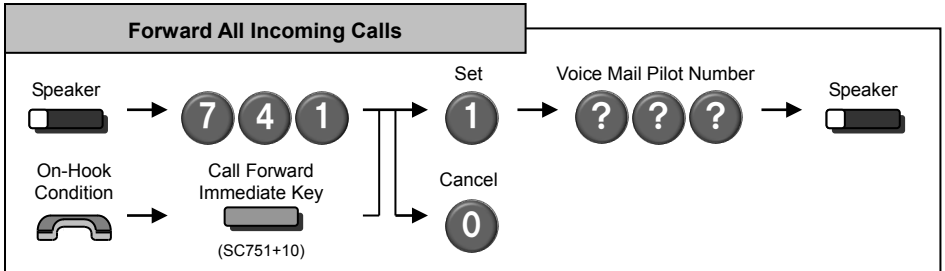 Forward All Incoming Calls
Speaker
7 4 1
Set
1
Voice Mail Pilot Number
? ? ?
Speaker
On-Hook
Condition
Call Forward
Immediate Key
(SC751+10)
Cancel
0